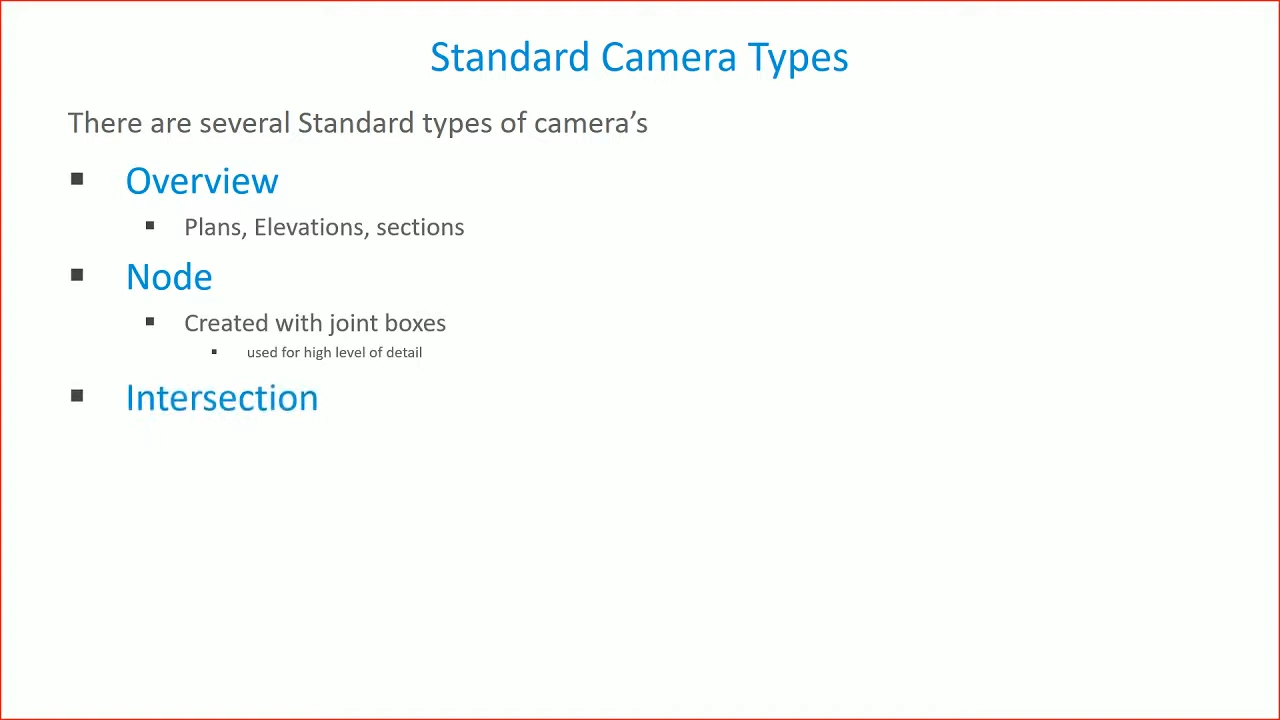 Standard Camera Types
There are several Standard types of camera’s
▪ Overview
▪ Plans, Elevations, sections
▪ Node
▪ Created with joint boxes
▪ used for high level of detail
▪ Intersection